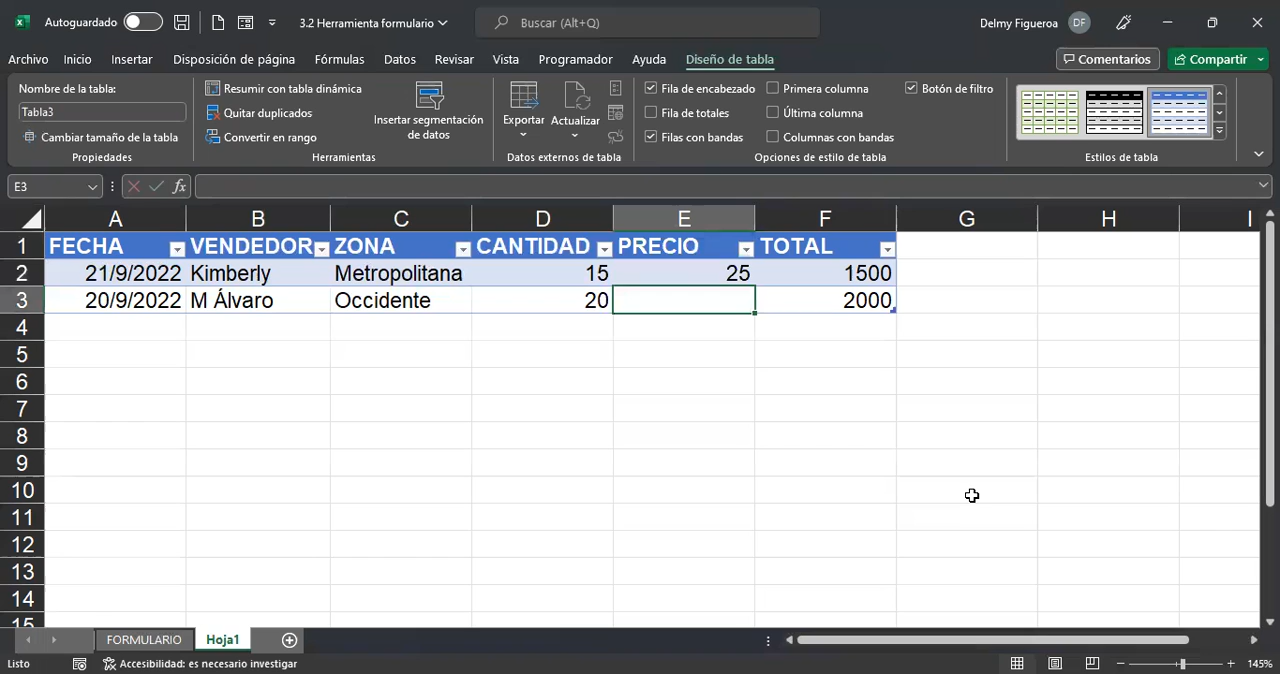 Autoguardado 3.2 Herramienta formulario Buscar (Alt+Q) Delmy Figueroa DF
Archivo Inicio Insertar Disposición de página Fórmulas Datos Revisar Vista Programador Ayuda Diseño de tabla Comentarios Compartir
Nombre de la tabla: Resumir con tabla dinámica Fila de encabezado Primera columna Botón de filtro
Tabla3 Quitar duplicados Insertar segmentación de datos Exportar Actualizar Fila de totales Última columna
Cambiar tamaño de la tabla Convertir en rango Filas con bandas Columnas con bandas
Propiedades Herramientas Datos externos de tabla Opciones de estilo de tabla Estilos de tabla
E3 fx
A B C D E F G H I
1 FECHA VENDEDOR ZONA CANTIDAD PRECIO TOTAL
2 21/9/2022 Kimberly Metropolitana 15 25 1500
3 20/9/2022 M Álvaro Occidente 20 2000
4
5
6
7
8
9
10
11
12
13
14
15
FORMULARIO Hoja1
Listo Accesibilidad: es necesario investigar 145%